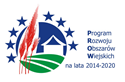 Program
Rozwoju
Obszarów
Wiejskich
na lata 2014-2020